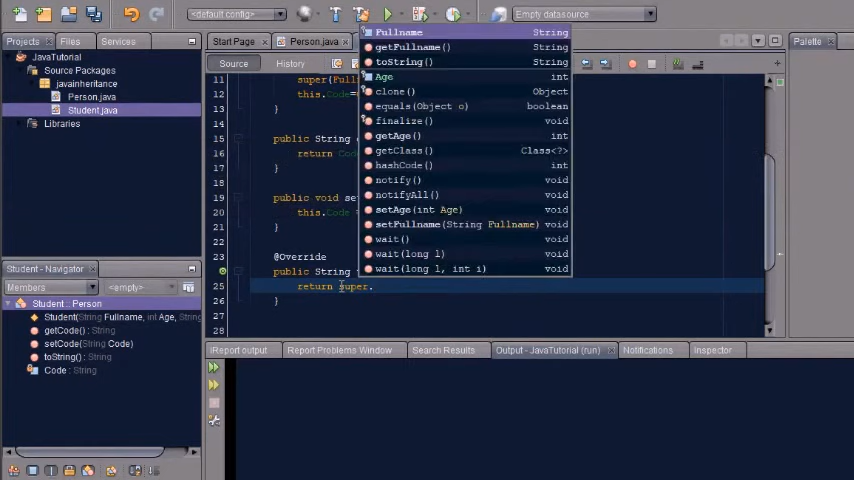 <default config>
Empty datasource
Projects
Files
Services
Start Page
Person.java
Palette
Source
History
JavaTutorial
Source Packages
javainheritance
Person.java
Student.java
Libraries
Fullname String
getFullname() String
toString() String
Age int
clone() Object
equals(Object o) boolean
finalize() void
getAge() int
getClass() Class<?>
hashCode() int
notify() void
notifyAll() void
setAge(int Age) void
setFullname(String Fullname) void
wait() void
wait(long l) void
wait(long l, int i) void
11 super(Full
12 this.Code=
13 }
14
15 public String
16 return Cod
17 }
18
19 public void set
20 this.Code =
21 }
22
23 @Override
24 public String
25 return super.
26 }
27
28
Student - Navigator
Members
<empty>
Student :: Person
Student(String Fullname, int Age, String
getCode() : String
setCode(String Code)
toString() : String
Code : String
IReport output
Report Problems Window
Search Results
Output - JavaTutorial (run)
Notifications
Inspector